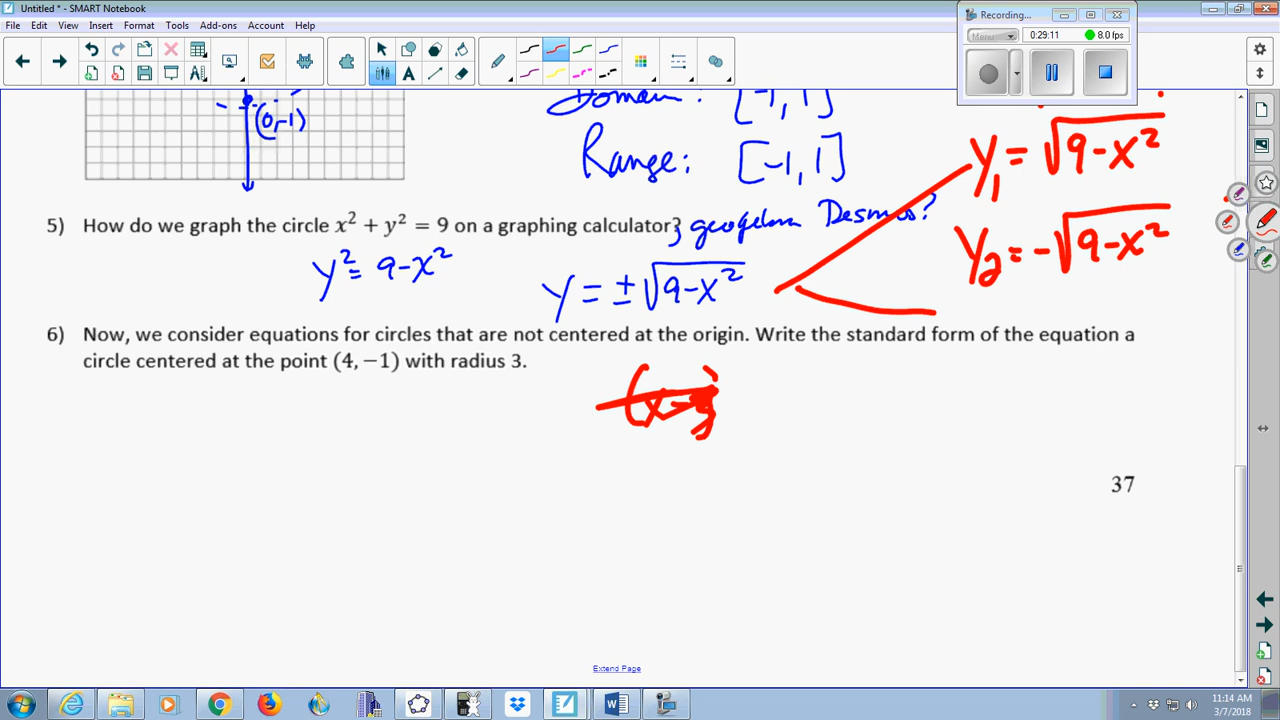 Untitled * - SMART Notebook
File Edit View Insert Format Tools Add-ons Account Help
Recording...
Menu
0:29:11
8.0 fps
(0,-1)
Domain: [-1, 1]
Range: [-1, 1]
y₁ = √9-x²
y₂ = -√9-x²
5) How do we graph the circle x² + y² = 9 on a graphing calculator?
geogebra Desmos?
y² = 9-x²
y = ±√9-x²
6) Now, we consider equations for circles that are not centered at the origin. Write the standard form of the equation a
circle centered at the point (4, −1) with radius 3.
(x-
37
Extend Page
11:14 AM
3/7/2018